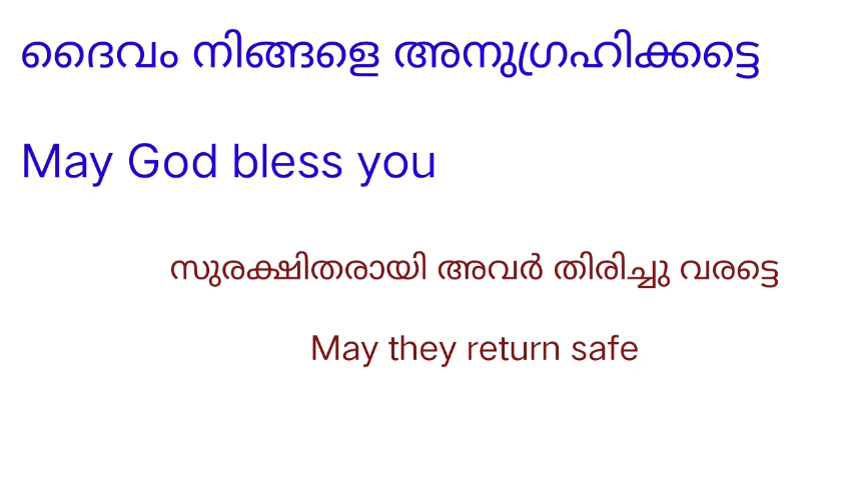 ദൈവം നിങ്ങളെ അനുഗ്രഹിക്കട്ടെ
May God bless you
സുരക്ഷിതരായി അവർ തിരിച്ചു വരട്ടെ
May they return safe